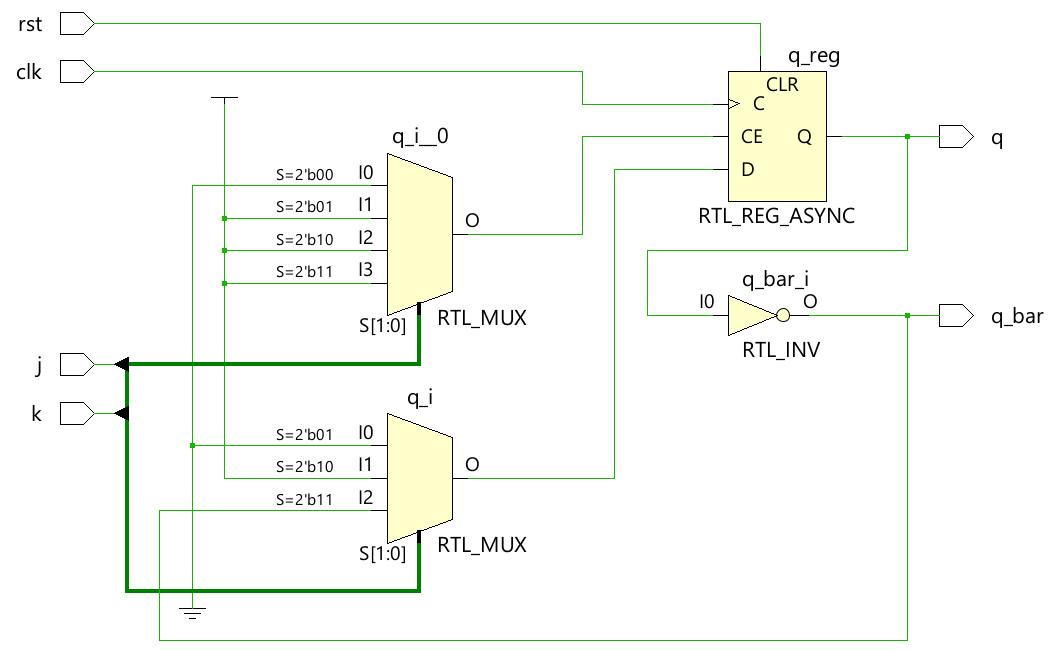 rst
clk
q_reg
CLR
C
CE
Q
D
q
RTL_REG_ASYNC
q_i__0
S=2'b00
I0
S=2'b01
I1
S=2'b10
I2
S=2'b11
I3
O
S[1:0]
RTL_MUX
q_bar_i
I0
O
RTL_INV
q_bar
j
k
q_i
S=2'b01
I0
S=2'b10
I1
S=2'b11
I2
O
S[1:0]
RTL_MUX